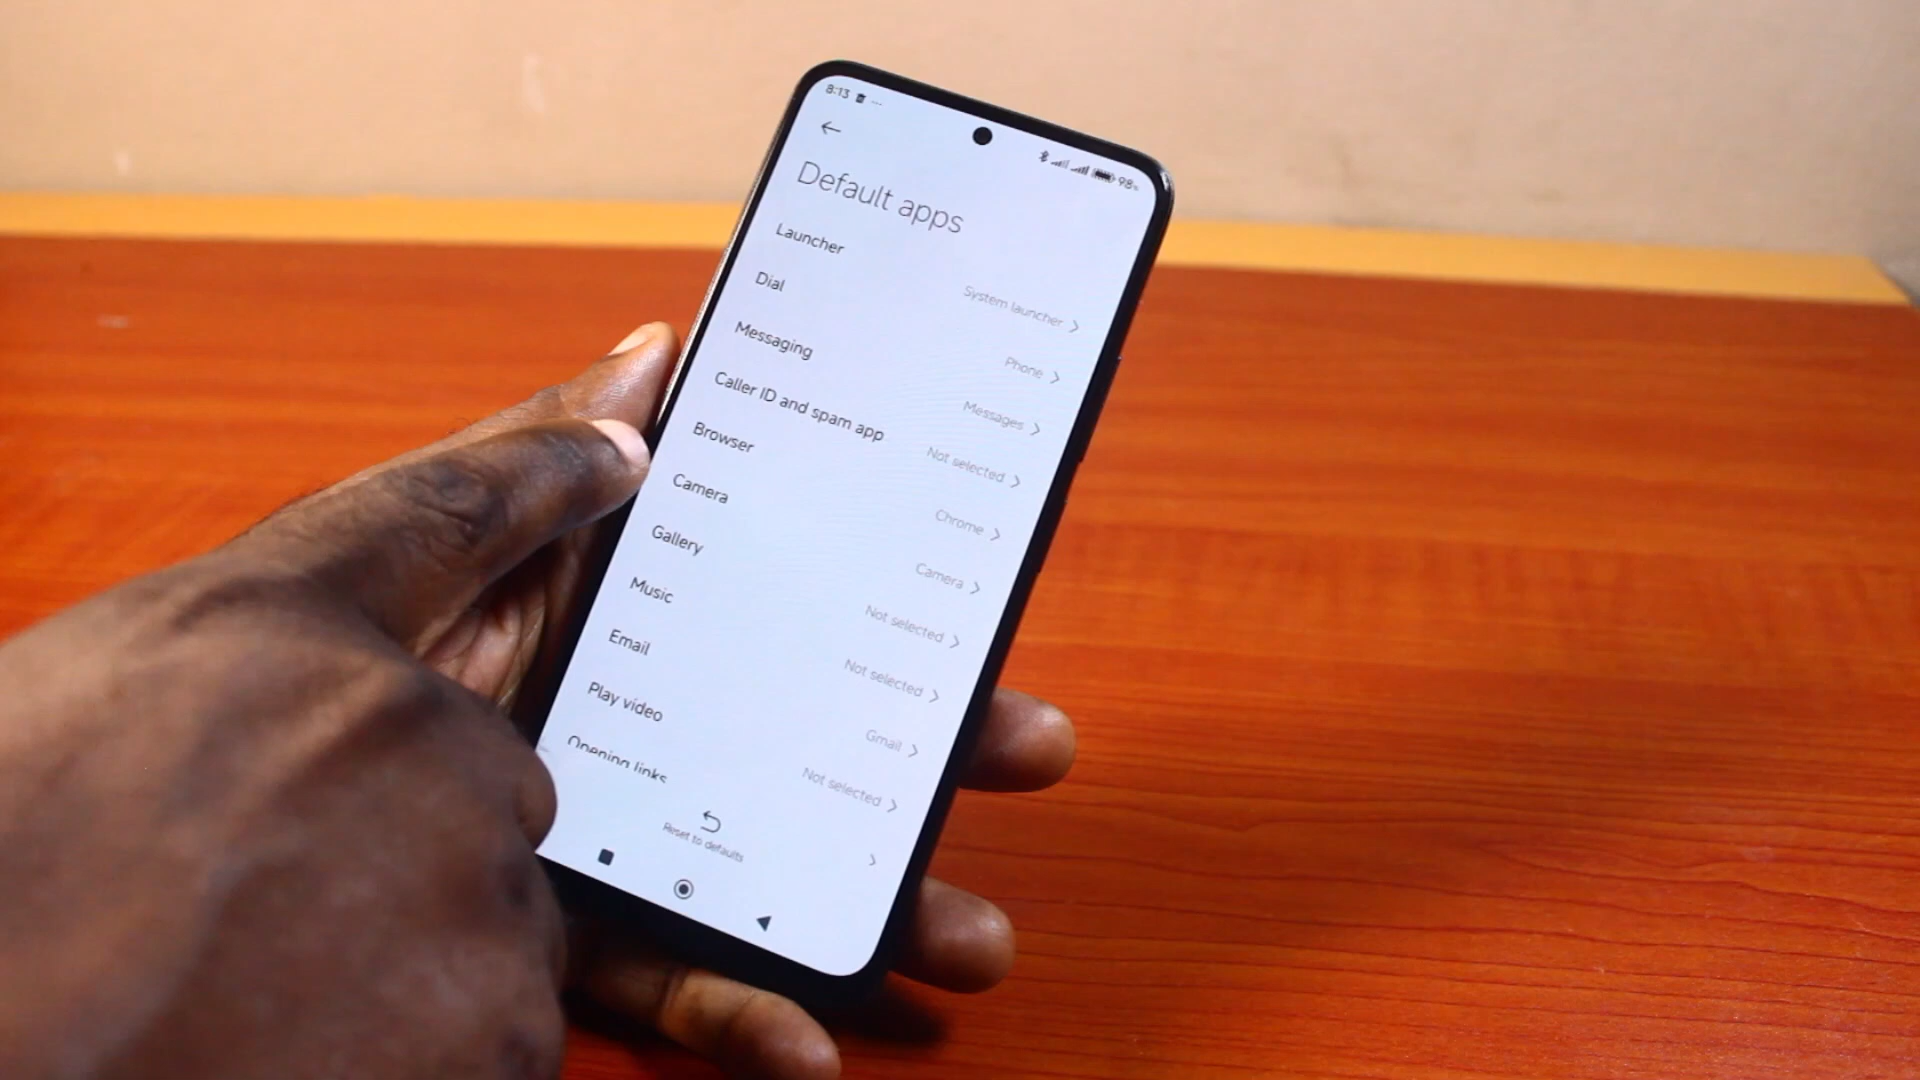 8:13 ...
98%
Default apps
Launcher
System launcher
Dial
Phone
Messaging
Messages
Caller ID and spam app
Not selected
Browser
Chrome
Camera
Camera
Gallery
Not selected
Music
Not selected
Email
Gmail
Play video
Not selected
Opening links
Reset to defaults